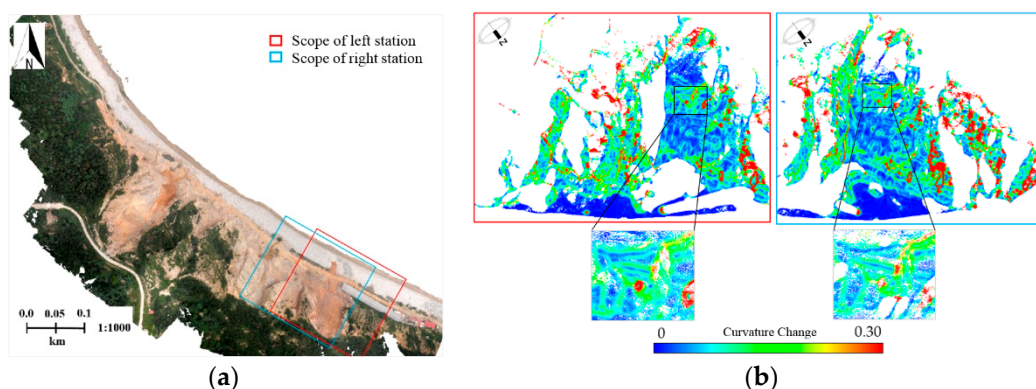 N
Scope of left station
Scope of right station
0.0 0.05 0.1
1:1000
km
(a)
N
N
0 Curvature Change 0.30
(b)